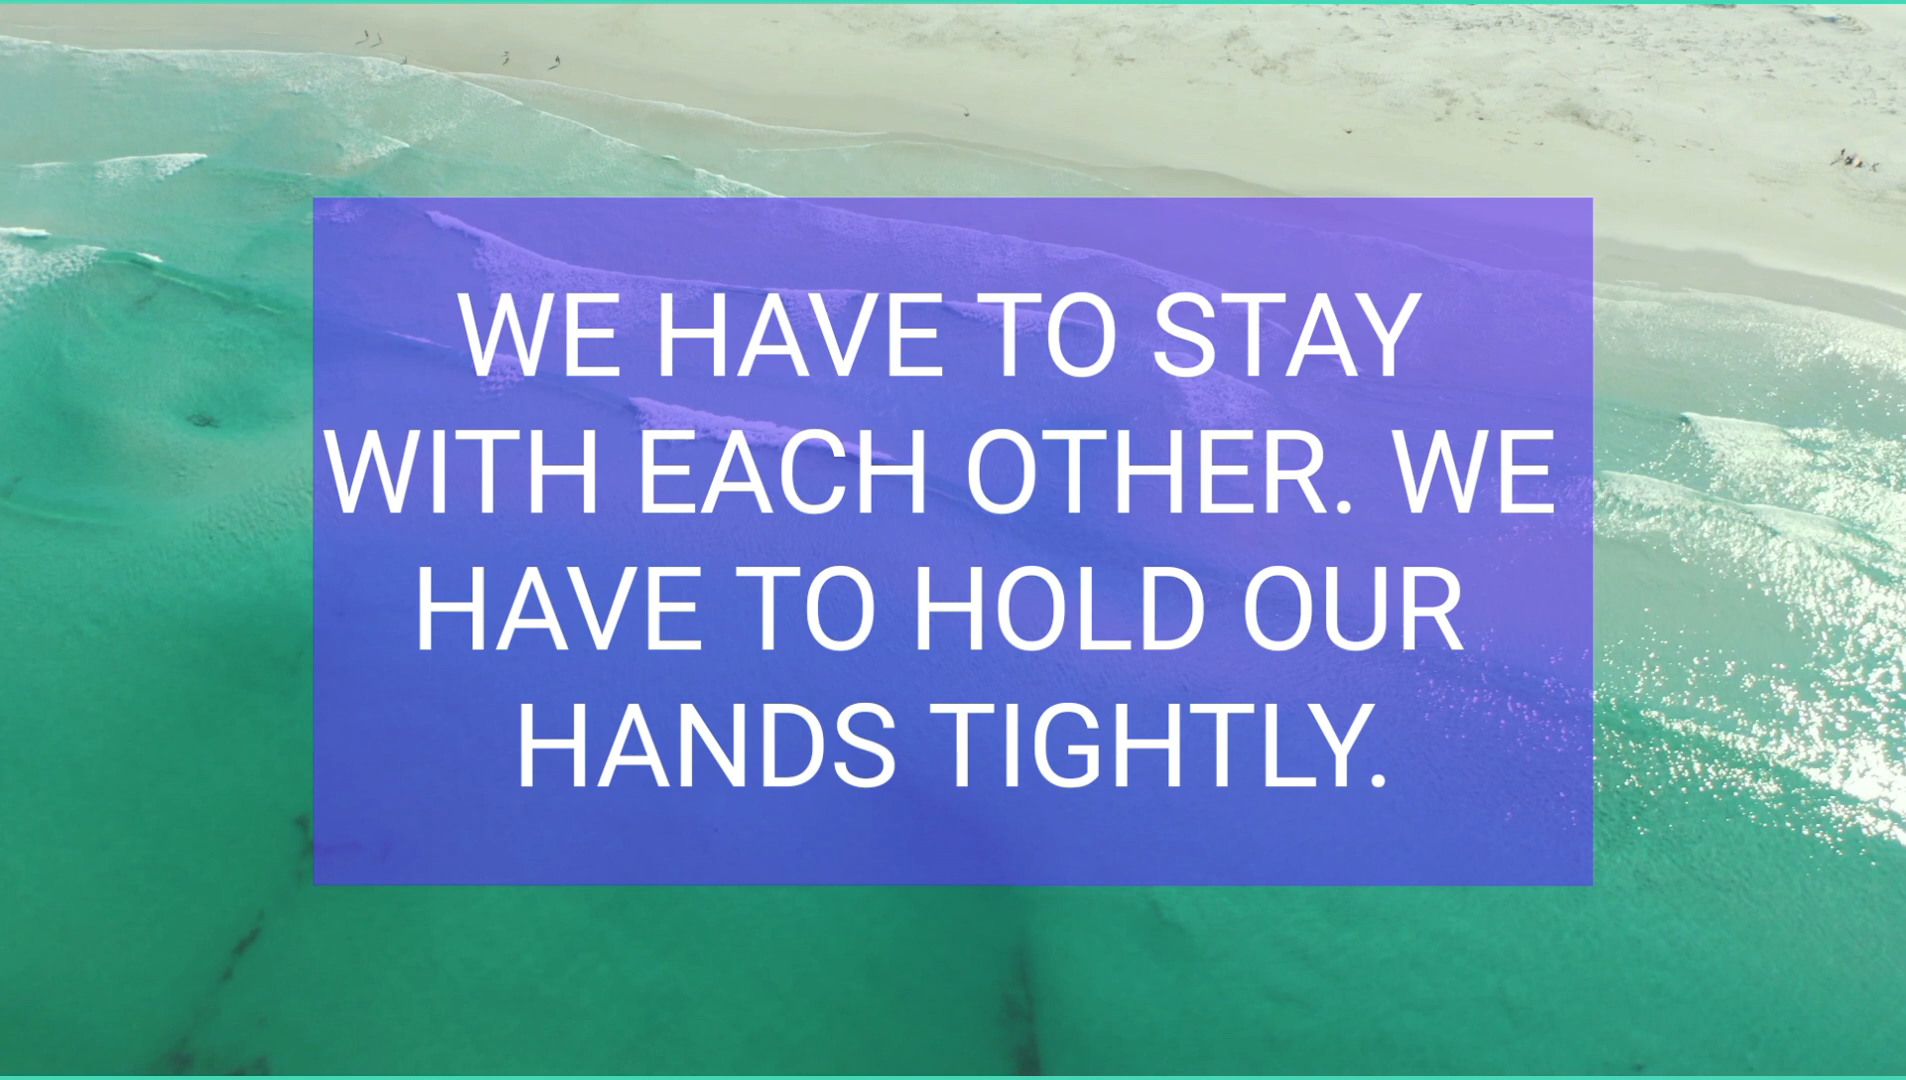 WE HAVE TO STAY
WITH EACH OTHER. WE
HAVE TO HOLD OUR
HANDS TIGHTLY.